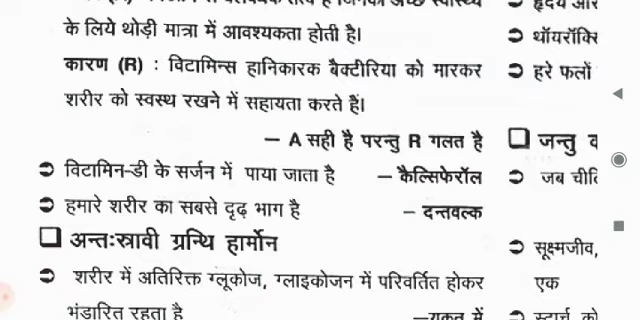 के लिये थोड़ी मात्रा में आवश्यकता होती है।
कारण (R) : विटामिन्स हानिकारक बैक्टीरिया को मारकर
शरीर को स्वस्थ रखने में सहायता करते हैं।
– A सही है परन्तु R गलत है
➲ विटामिन-डी के सर्जन में पाया जाता है – कैल्सिफेरॉल
➲ हमारे शरीर का सबसे दृढ़ भाग है – दन्तवल्क
❑ अन्तःस्रावी ग्रन्थि हार्मोन
➲ शरीर में अतिरिक्त ग्लूकोज, ग्लाइकोजन में परिवर्तित होकर
भंडारित रहता है –यकृत में
➲ हृदय और
➲ थॉयरॉक्सि
➲ हरे फलों
❑ जन्तु
➲ जब
➲ सूक्ष्मजीव,
एक
➲ स्टार्च को